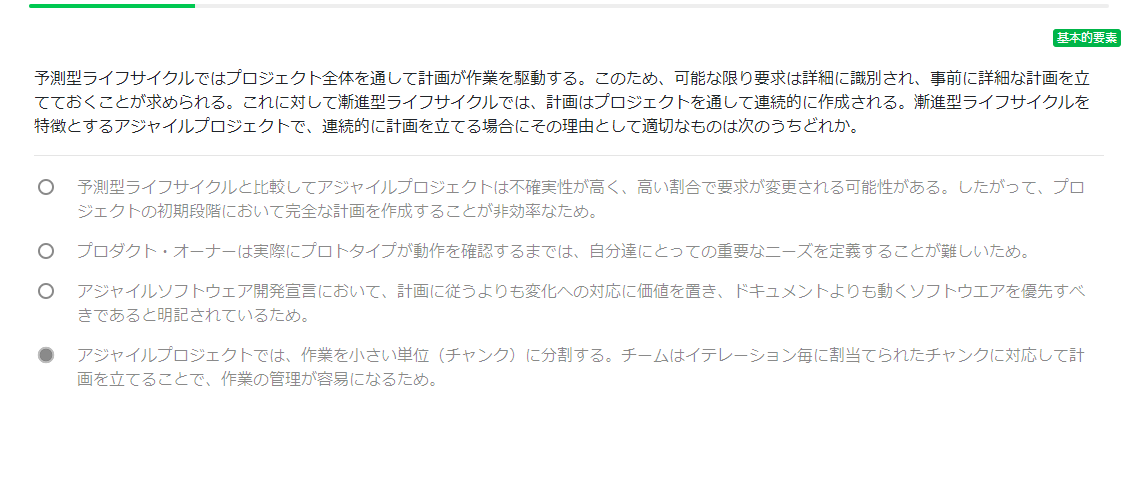 基本的要素
予測型ライフサイクルではプロジェクト全体を通して計画が作業を駆動する。このため、可能な限り要求は詳細に識別され、事前に詳細な計画を立
てておくことが求められる。これに対して漸進型ライフサイクルでは、計画はプロジェクトを通して連続的に作成される。漸進型ライフサイクルを
特徴とするアジャイルプロジェクトで、連続的に計画を立てる場合にその理由として適切なものは次のうちどれか。
予測型ライフサイクルと比較してアジャイルプロジェクトは不確実性が高く、高い割合で要求が変更される可能性がある。したがって、プロ
ジェクトの初期段階において完全な計画を作成することが非効率なため。
プロダクト・オーナーは実際にプロトタイプが動作を確認するまでは、自分達にとっての重要なニーズを定義することが難しいため。
アジャイルソフトウェア開発宣言において、計画に従うよりも変化への対応に価値を置き、ドキュメントよりも動くソフトウエアを優先すべ
きであると明記されているため。
アジャイルプロジェクトでは、作業を小さい単位（チャンク）に分割する。チームはイテレーション毎に割当てられたチャンクに対応して計
画を立てることで、作業の管理が容易になるため。